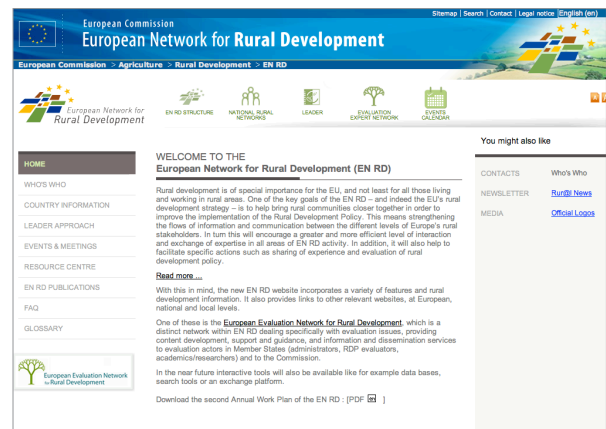 Sitemap | Search | Contact | Legal notice | English (en)
European Commission
European Network for Rural Development
European Commission > Agriculture > Rural Development > EN RD
European Network for
Rural Development
EN RD STRUCTURE
NATIONAL RURAL
NETWORKS
LEADER
EVALUATION
EXPERT NETWORK
EVENTS
CALENDAR
A
HOME
WHO'S WHO
COUNTRY INFORMATION
LEADER APPROACH
EVENTS & MEETINGS
RESOURCE CENTRE
EN RD PUBLICATIONS
FAQ
GLOSSARY
European Evaluation Network
for Rural Development
WELCOME TO THE
European Network for Rural Development (EN RD)
Rural development is of special importance for the EU, and not least for all those living
and working in rural areas. One of the key goals of the EN RD – and indeed the EU's rural
development strategy – is to help bring rural communities closer together in order to
improve the implementation of the Rural Development Policy. This means strengthening
the flows of information and communication between the different levels of Europe's rural
stakeholders. In turn this will encourage a greater and more efficient level of interaction
and exchange of expertise in all areas of EN RD activity. In addition, it will also help to
facilitate specific actions such as sharing of experience and evaluation of rural
development policy.
Read more ...
With this in mind, the new EN RD website incorporates a variety of features and rural
development information. It also provides links to other relevant websites, at European,
national and local levels.
One of these is the European Evaluation Network for Rural Development, which is a
distinct network within EN RD dealing specifically with evaluation issues, providing
content development, support and guidance, and information and dissemination services
to evaluation actors in Member States (administrators, RDP evaluators,
academics/researchers) and to the Commission.
In the near future interactive tools will also be available like for example data bases,
search tools or an exchange platform.
Download the second Annual Work Plan of the EN RD : [PDF en ]
You might also like
CONTACTS Who's Who
NEWSLETTER Rur@l News
MEDIA Official Logos